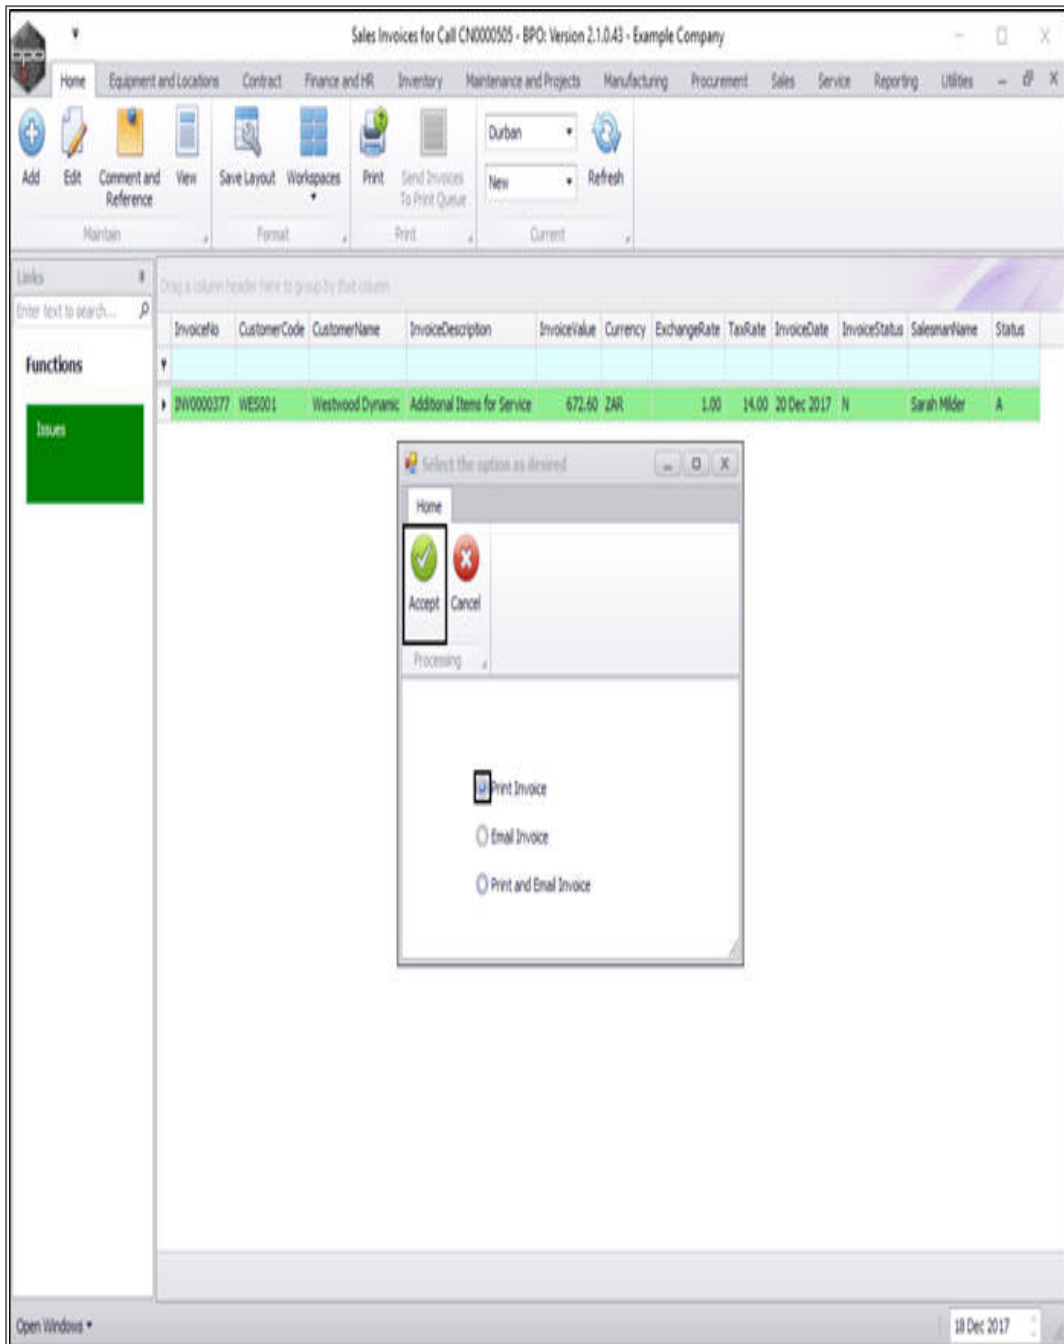 Sales Invoices for Call CN0000505 - BPO: Version 2.1.0.43 - Example Company
bpo
Home Equipment and Locations Contract Finance and HR Inventory Maintenance and Projects Manufacturing Procurement Sales Service Reporting Utilities
Add Edit Comment and Reference View Save Layout Workspaces Print Send Invoices To Print Queue Durban New Refresh
Maintain Format Print Current
Links
Drag a column header here to group by that column
Enter text to search...
InvoiceNo CustomerCode CustomerName InvoiceDescription InvoiceValue Currency ExchangeRate TaxRate InvoiceDate InvoiceStatus SalesmanName Status
Functions
INV0000377 WES001 Westwood Dynamic Additional Items for Service 672.60 ZAR 1.00 14.00 20 Dec 2017 N Sarah Milder A
Issues
Select the option as desired
Home
Accept Cancel
Processing
Print Invoice
Email Invoice
Print and Email Invoice
Open Windows
18 Dec 2017